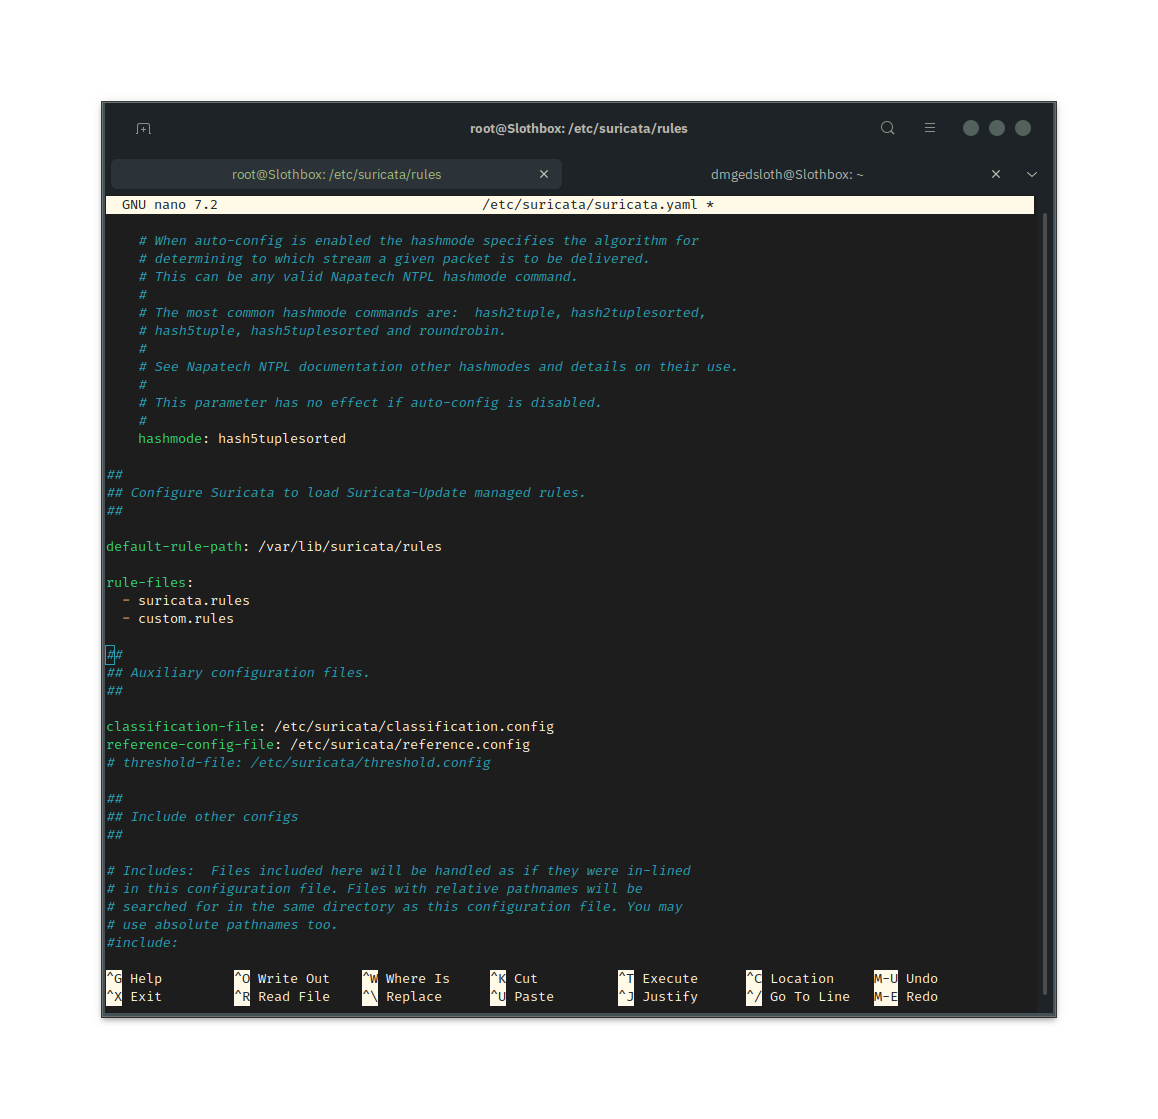 root@Slothbox: /etc/suricata/rules
root@Slothbox: /etc/suricata/rules
dmgedsloth@Slothbox: ~
GNU nano 7.2 /etc/suricata/suricata.yaml *
# When auto-config is enabled the hashmode specifies the algorithm for
# determining to which stream a given packet is to be delivered.
# This can be any valid Napatech NTPL hashmode command.
#
# The most common hashmode commands are:  hash2tuple, hash2tuplesorted,
# hash5tuple, hash5tuplesorted and roundrobin.
#
# See Napatech NTPL documentation other hashmodes and details on their use.
#
# This parameter has no effect if auto-config is disabled.
#
hashmode: hash5tuplesorted
##
## Configure Suricata to load Suricata-Update managed rules.
##
default-rule-path: /var/lib/suricata/rules
rule-files:
  - suricata.rules
  - custom.rules
##
## Auxiliary configuration files.
##
classification-file: /etc/suricata/classification.config
reference-config-file: /etc/suricata/reference.config
# threshold-file: /etc/suricata/threshold.config
##
## Include other configs
##
# Includes:  Files included here will be handled as if they were in-lined
# in this configuration file. Files with relative pathnames will be
# searched for in the same directory as this configuration file. You may
# use absolute pathnames too.
#include:
^G Help ^O Write Out ^W Where Is ^K Cut ^T Execute ^C Location M-U Undo
^X Exit ^R Read File ^\ Replace ^U Paste ^J Justify ^/ Go To Line M-E Redo